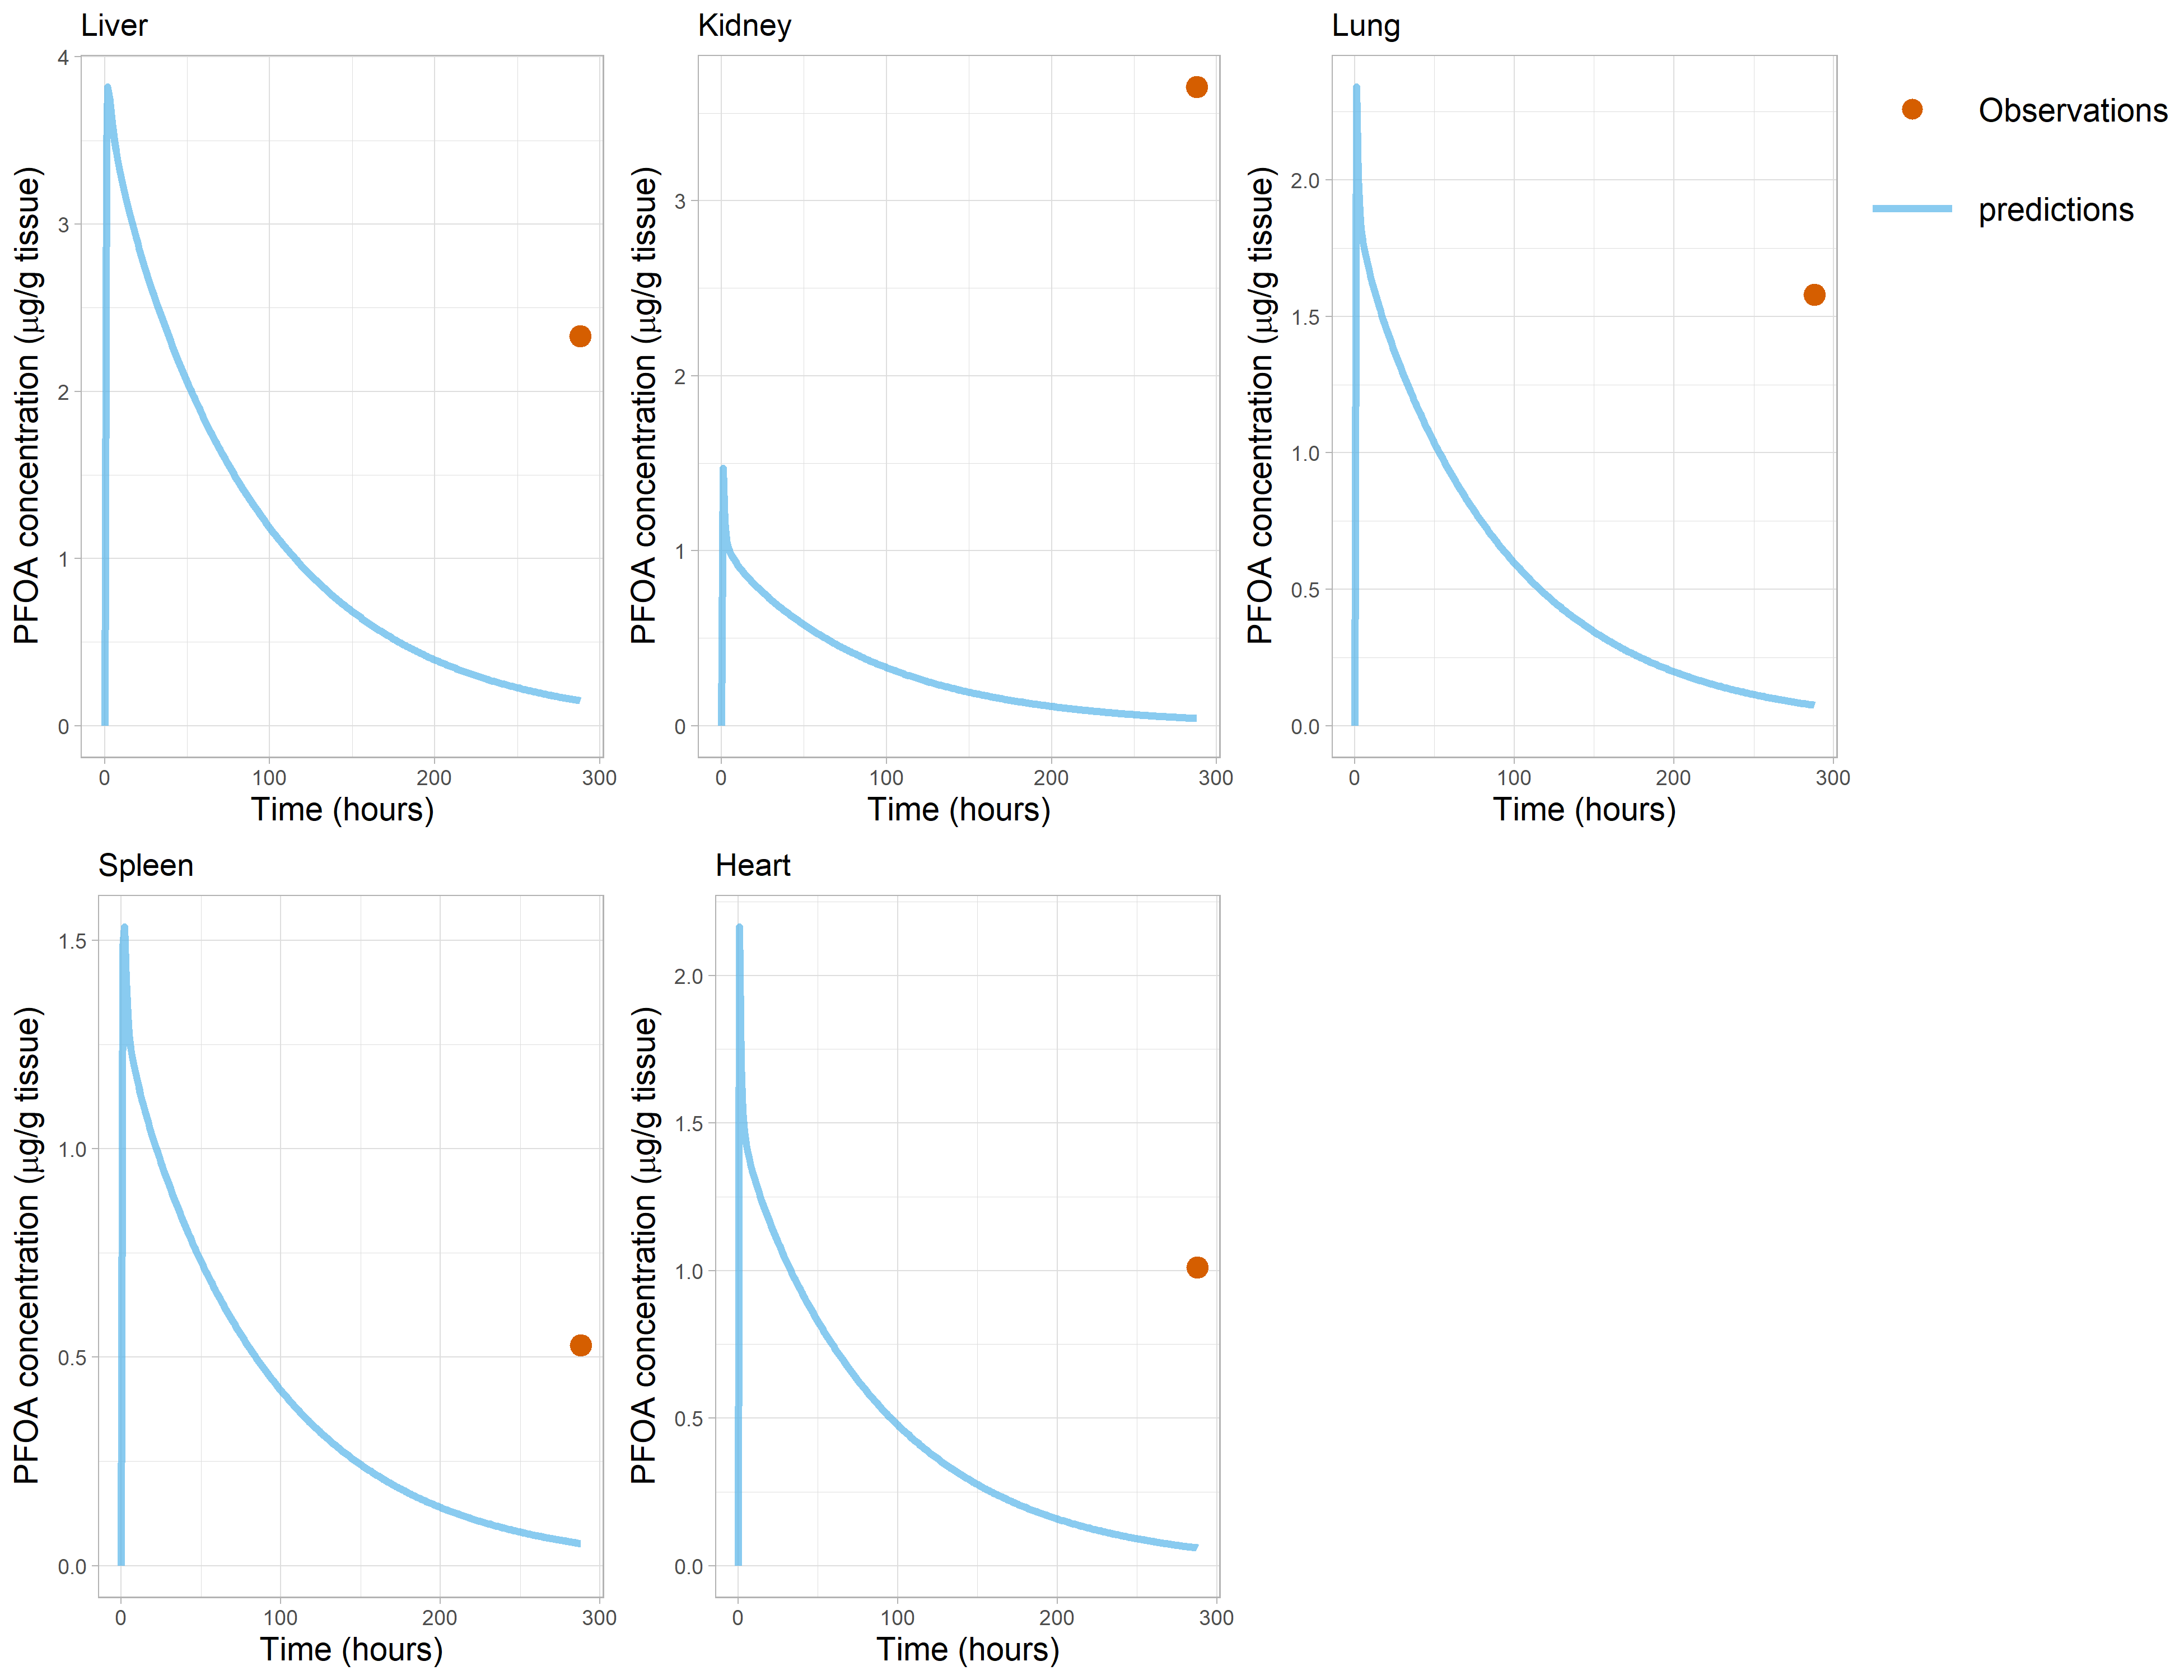 Liver
PFOA concentration (μg/g tissue)
4
3
2
1
0
0 100 200 300
Time (hours)
Kidney
PFOA concentration (μg/g tissue)
3
2
1
0
0 100 200 300
Time (hours)
Lung
PFOA concentration (μg/g tissue)
2.0
1.5
1.0
0.5
0.0
0 100 200 300
Time (hours)
Observations
predictions
Spleen
PFOA concentration (μg/g tissue)
1.5
1.0
0.5
0.0
0 100 200 300
Time (hours)
Heart
PFOA concentration (μg/g tissue)
2.0
1.5
1.0
0.5
0.0
0 100 200 300
Time (hours)